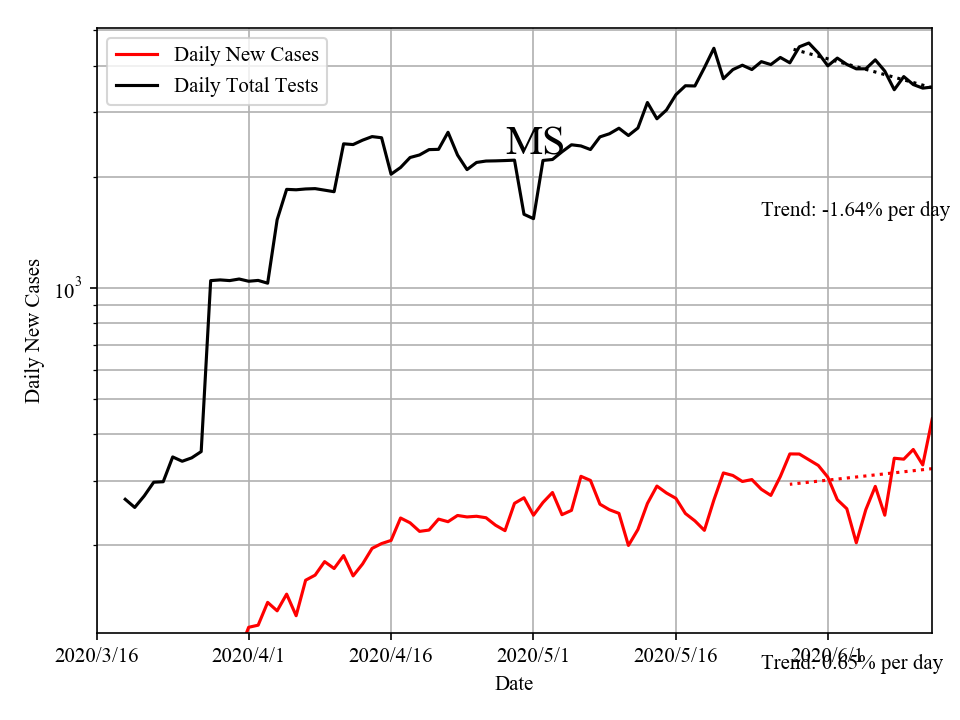 Daily New Cases
Daily Total Tests
MS
Trend: -1.64% per day
10^3
Daily New Cases
2020/3/16 2020/4/1 2020/4/16 2020/5/1 2020/5/16 2020/6/1
Trend: 0.65% per day
Date